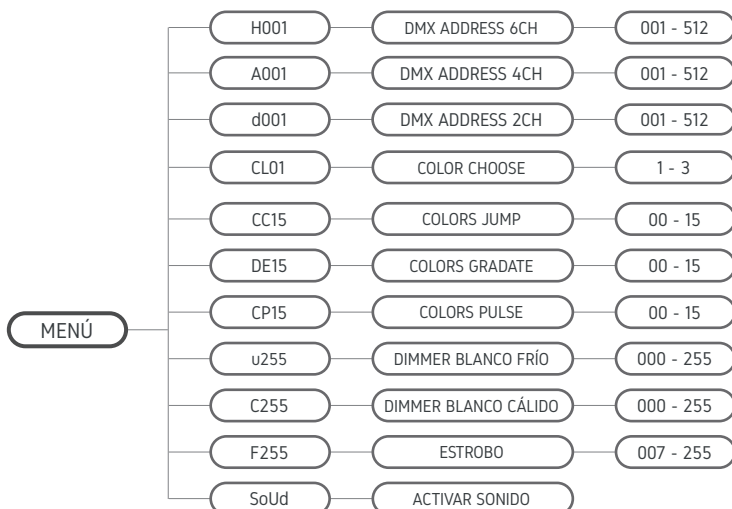 H001 DMX ADDRESS 6CH 001 - 512
A001 DMX ADDRESS 4CH 001 - 512
d001 DMX ADDRESS 2CH 001 - 512
CL01 COLOR CHOOSE 1 - 3
CC15 COLORS JUMP 00 - 15
DE15 COLORS GRADATE 00 - 15
CP15 COLORS PULSE 00 - 15
MENÚ
u255 DIMMER BLANCO FRÍO 000 - 255
C255 DIMMER BLANCO CÁLIDO 000 - 255
F255 ESTROBO 007 - 255
SoUd ACTIVAR SONIDO